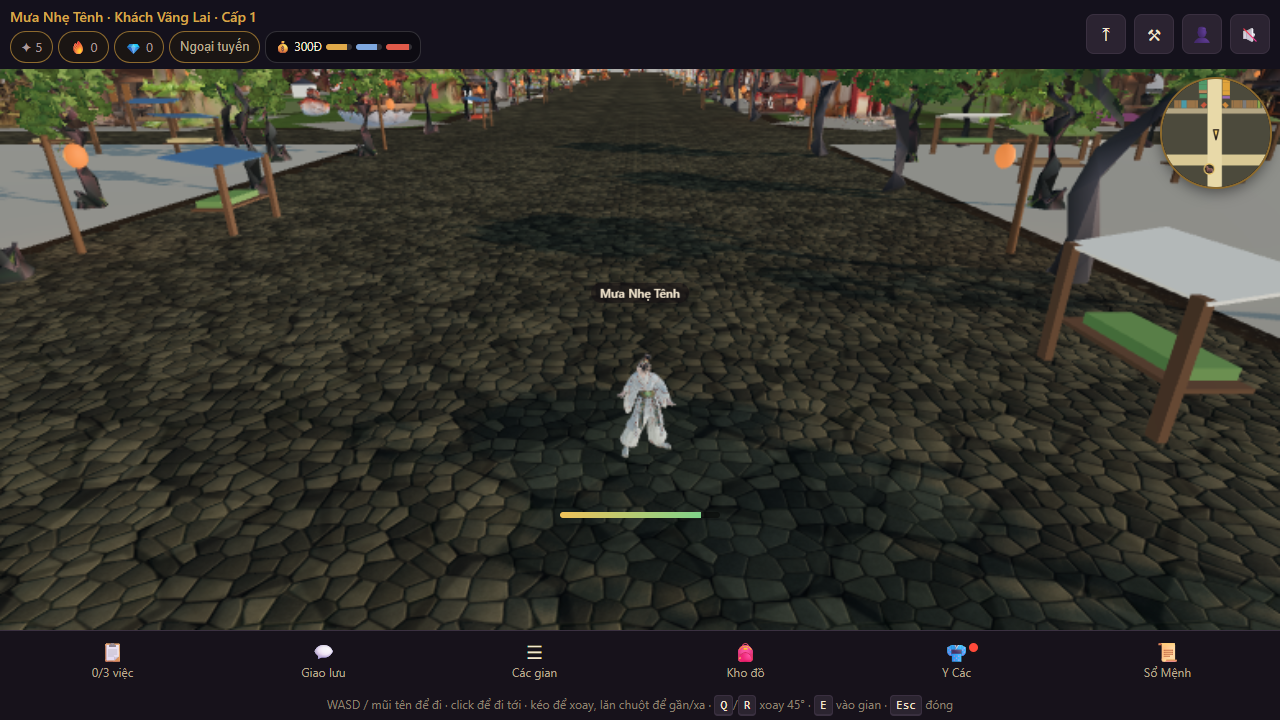 Mưa Nhẹ Tênh · Khách Vãng Lai · Cấp 1
5
0
0
Ngoại tuyến
300Đ
Mưa Nhẹ Tênh
0/3 việc
Giao lưu
Các gian
Kho đồ
Y Các
Sổ Mệnh
WASD / mũi tên để đi · click để đi tới · kéo để xoay, lăn chuột để gần/xa · Q / R xoay 45° · E vào gian · Esc đóng